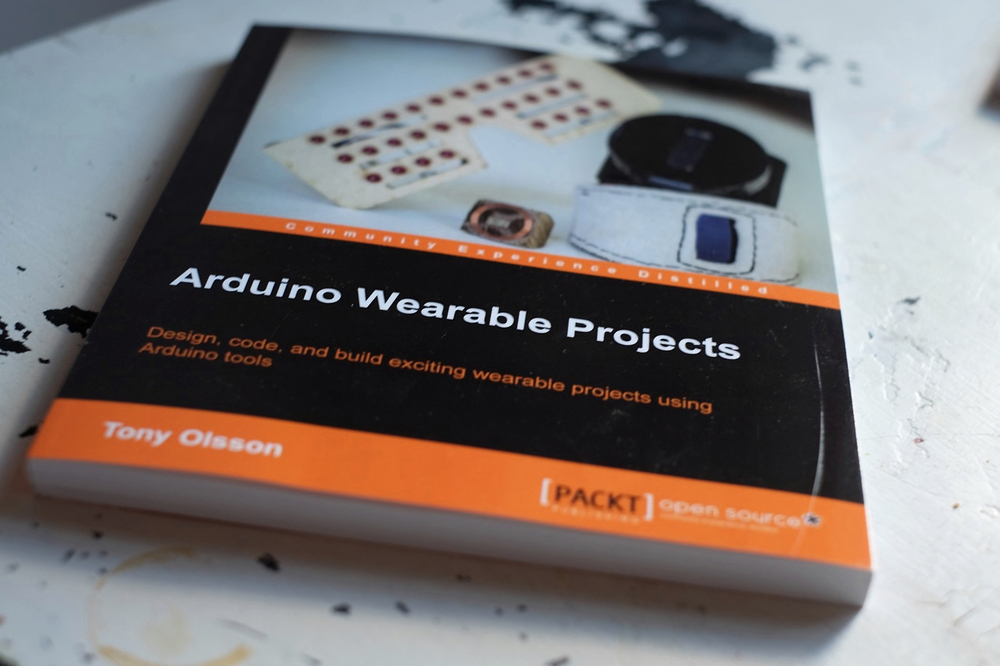 Community Experience Distilled
Arduino Wearable Projects
Design, code, and build exciting wearable projects using
Arduino tools
Tony Olsson
[PACKT] open source*
PUBLISHING